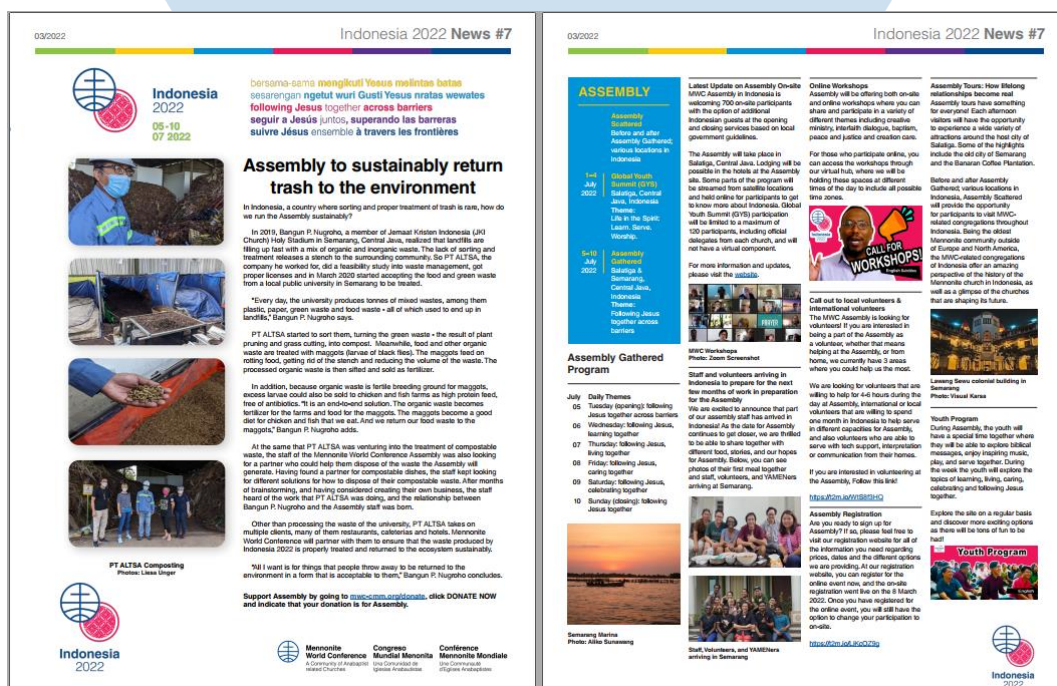 03/2022
Indonesia 2022 News #7
Indonesia
2022
05-10
07 2022
bersama-sama mengikuti Yesus melintas batas
sesarengan ngetut wuri Gusti Yesus nratas wewates
following Jesus together across barriers
seguir a Jesús juntos, superando las barreras
suivre Jésus ensemble à travers les frontières
Assembly to sustainably return
trash to the environment
In Indonesia, a country where sorting and proper treatment of trash is rare, how do
we run the Assembly sustainably?
In 2019, Bangun P. Nugroho, a member of Jemaat Kristen Indonesia (JKI
Church) Holy Stadium in Semarang, Central Java, realized that landfills are
filling up fast with a mix of organic and inorganic waste. The lack of sorting and
treatment releases a stench to the surrounding community. So PT ALTSA, the
company he worked for, did a feasibility study into waste management, got
proper licenses and in March 2020 started accepting the food and green waste
from a local public university in Semarang to be treated.
"Every day, the university produces tonnes of mixed wastes, among them
plastic, paper, green waste and food waste - all of which used to end up in
landfills," Bangun P. Nugroho says.
PT ALTSA started to sort them, turning the green waste - the result of plant
pruning and grass cutting, into compost. Meanwhile, food and other organic
waste are treated with maggots (larvae of black flies). The maggots feed on
rotting food, getting rid of the stench and reducing the volume of the waste. The
processed organic waste is then sifted and sold as fertilizer.
In addition, because organic waste is fertile breeding ground for maggots,
excess larvae could also be sold to chicken and fish farms as high protein feed,
free of antibiotics. "It is an end-to-end solution. The organic waste becomes
fertilizer for the farms and food for the maggots. The maggots become a good
diet for chicken and fish that we eat. And we return our food waste to the
maggots," Bangun P. Nugroho adds.
At the same that PT ALTSA was venturing into the treatment of compostable
waste, the staff of the Mennonite World Conference Assembly was also looking
for a partner who could help them dispose of the waste the Assembly will
generate. Having found a partner for compostable dishes, the staff kept looking
for different solutions for how to dispose of their compostable waste. After months
of brainstorming, and having considered creating their own business, the staff
heard of the work that PT ALTSA was doing, and the relationship between
Bangun P. Nugroho and the Assembly staff was born.
Other than processing the waste of the university, PT ALTSA takes on
multiple clients, many of them restaurants, cafeterias and hotels. Mennonite
World Conference will partner with them to ensure that the waste produced by
Indonesia 2022 is properly treated and returned to the ecosystem sustainably.
"All I want is for things that people throw away to be returned to the
environment in a form that is acceptable to them," Bangun P. Nugroho concludes.
Support Assembly by going to mwc-cmm.org/donate, click DONATE NOW
and indicate that your donation is for Assembly.
PT ALTSA Composting
Photos: Liesa Unger
Indonesia
2022
Mennonite
World Conference
A Community of Anabaptist
related Churches
Congreso
Mundial Menonita
Una Comunidad de
Iglesias Anabautistas
Conférence
Mennonite Mondiale
Une Communauté
d'Eglises Anabaptistes
03/2022
Indonesia 2022 News #7
ASSEMBLY
Assembly
Scattered
Before and after
Assembly Gathered;
various locations in
Indonesia
1-4
July
2022
Global Youth
Summit (GYS)
Salatiga, Central
Java, Indonesia
Theme:
Life in the Spirit:
Learn. Serve.
Worship.
5-10
July
2022
Assembly
Gathered
Salatiga &
Semarang,
Central Java,
Indonesia
Theme:
Following Jesus
together across
barriers
Assembly Gathered
Program
July Daily Themes
05 Tuesday (opening): following
Jesus together across barriers
06 Wednesday: following Jesus,
learning together
07 Thursday: following Jesus,
living together
08 Friday: following Jesus,
caring together
09 Saturday: following Jesus,
celebrating together
10 Sunday (closing): following Jesus
together
Semarang Marina
Photo: Aliko Sunawang
Latest Update on Assembly On-site
MWC Assembly in Indonesia is
welcoming 700 on-site participants
with the option of additional
Indonesian guests at the opening
and closing services based on local
government guidelines.
The Assembly will take place in
Salatiga, Central Java. Lodging will be
possible in the hotels at the Assembly
site. Some parts of the program will
be streamed from satellite locations
and held online for participants to get
to know more about Indonesia. Global
Youth Summit (GYS) participation
will be limited to a maximum of
120 participants, including official
delegates from each church, and will
not have a virtual component.
For more information and updates,
please visit the website.
PRAYER
MWC Workshops
Photo: Zoom Screenshot
Staff and volunteers arriving in
Indonesia to prepare for the next
few months of work in preparation
for the Assembly
We are excited to announce that part
of our assembly staff has arrived in
Indonesia! As the date for Assembly
continues to get closer, we are thrilled
to be able to share together with
different food, stories, and our hopes
for Assembly. Below, you can see
photos of their first meal together
and staff, volunteers, and YAMENers
arriving at Semarang.
Staff, Volunteers, and YAMENers
arriving in Semarang
Online Workshops
Assembly will be offering both on-site
and online workshops where you can
share and participate in a variety of
different themes including creative
ministry, interfaith dialogue, baptism,
peace and justice and creation care.
For those who participate online, you
can access the workshops through
our virtual hub, where we will be
holding these spaces at different
times of the day to include all possible
time zones.
CALL FOR
WORKSHOPS!
English Subtitles
Call out to local volunteers &
international volunteers
The MWC Assembly is looking for
volunteers! If you are interested in
being a part of the Assembly as
a volunteer, whether that means
helping at the Assembly, or from
home, we currently have 3 areas
where you could help us the most.
We are looking for volunteers that are
willing to help for 4-6 hours during the
day at Assembly, international or local
volunteers that are willing to spend
one month in Indonesia to help serve
in different capacities for Assembly,
and also volunteers who are able to
serve with tech support, interpretation
or communication from their homes.
If you are interested in volunteering at
the Assembly, Follow this link!
Assembly Registration
Are you ready to sign up for
Assembly? If so, please feel free to
visit our registration website for all of
the information you need regarding
prices, dates and the different options
we are providing. At our registration
website, you can register for the
online event now, and the on-site
registration went live on the 8 March
2022. Once you have registered for
the online event, you will still have the
option to change your participation to
on-site.
Assembly Tours: How lifelong
relationships become real
Assembly tours have something
for everyone! Each afternoon
visitors will have the opportunity
to experience a wide variety of
attractions around the host city of
Salatiga. Some of the highlights
include the old city of Semarang
and the Banaran Coffee Plantation.
Before and after Assembly
Gathered; various locations in
Indonesia, Assembly Scattered
will provide the opportunity
for participants to visit MWC-
related congregations throughout
Indonesia. Being the oldest
Mennonite community outside
of Europe and North America,
the MWC-related congregations
of Indonesia offer an amazing
perspective of the history of the
Mennonite church in Indonesia, as
well as a glimpse of the churches
that are shaping its future.
Lawang Sewu colonial building in
Semarang
Photo: Visual Karsa
Youth Program
During Assembly, the youth will
have a special time together where
they will be able to explore biblical
messages, enjoy inspiring music,
play, and serve together. During
the week the youth will explore the
topics of learning, living, caring,
celebrating and following Jesus
together.
Explore the site on a regular basis
and discover more exciting options
as there will be tons of fun to be
had!
Youth Program
English
Indonesia
2022